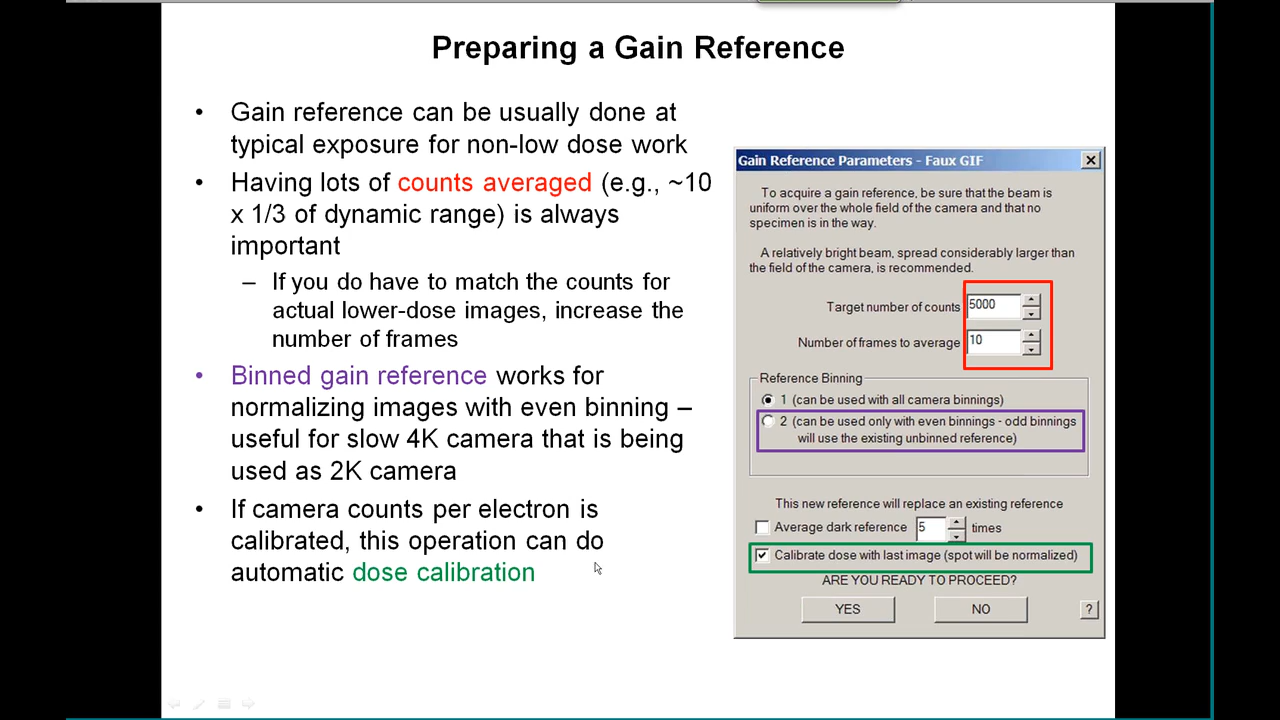 Preparing a Gain Reference
• Gain reference can be usually done at
typical exposure for non-low dose work
• Having lots of counts averaged (e.g., ~10
x 1/3 of dynamic range) is always
important
– If you do have to match the counts for
actual lower-dose images, increase the
number of frames
• Binned gain reference works for
normalizing images with even binning –
useful for slow 4K camera that is being
used as 2K camera
• If camera counts per electron is
calibrated, this operation can do
automatic dose calibration
Gain Reference Parameters - Faux GIF
To acquire a gain reference, be sure that the beam is
uniform over the whole field of the camera and that no
specimen is in the way.
A relatively bright beam, spread considerably larger than
the field of the camera, is recommended.
Target number of counts 5000
Number of frames to average 10
Reference Binning
1 (can be used with all camera binnings)
2 (can be used only with even binnings - odd binnings
will use the existing unbinned reference)
This new reference will replace an existing reference
Average dark reference 5 times
Calibrate dose with last image (spot will be normalized)
ARE YOU READY TO PROCEED?
YES NO ?